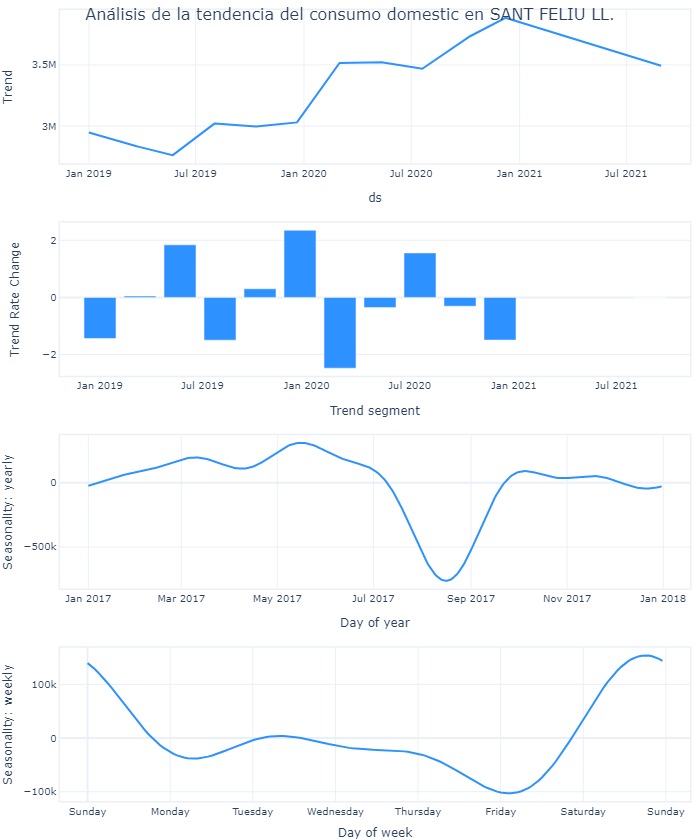 Análisis de la tendencia del consumo domestic en SANT FELIU LL.
Trend
3.5M
3M
Jan 2019 Jul 2019 Jan 2020 Jul 2020 Jan 2021 Jul 2021
ds
Trend Rate Change
2
0
−2
Jan 2019 Jul 2019 Jan 2020 Jul 2020 Jan 2021 Jul 2021
Trend segment
Seasonality: yearly
0
−500k
Jan 2017 Mar 2017 May 2017 Jul 2017 Sep 2017 Nov 2017 Jan 2018
Day of year
Seasonality: weekly
100k
0
−100k
Sunday Monday Tuesday Wednesday Thursday Friday Saturday Sunday
Day of week